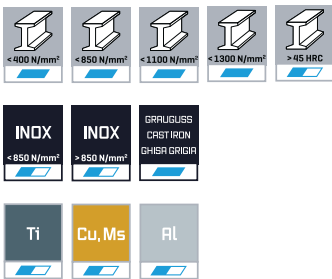 <400 N/mm² <850 N/mm² <1100 N/mm² <1300 N/mm² >45 HRC
INOX INOX GRAUGUSS
CAST IRON
GHISA GRIGIA
<850 N/mm² >850 N/mm²
Ti Cu, Ms Al